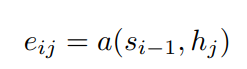 e_{ij} = a(s_{i−1}, h_j)